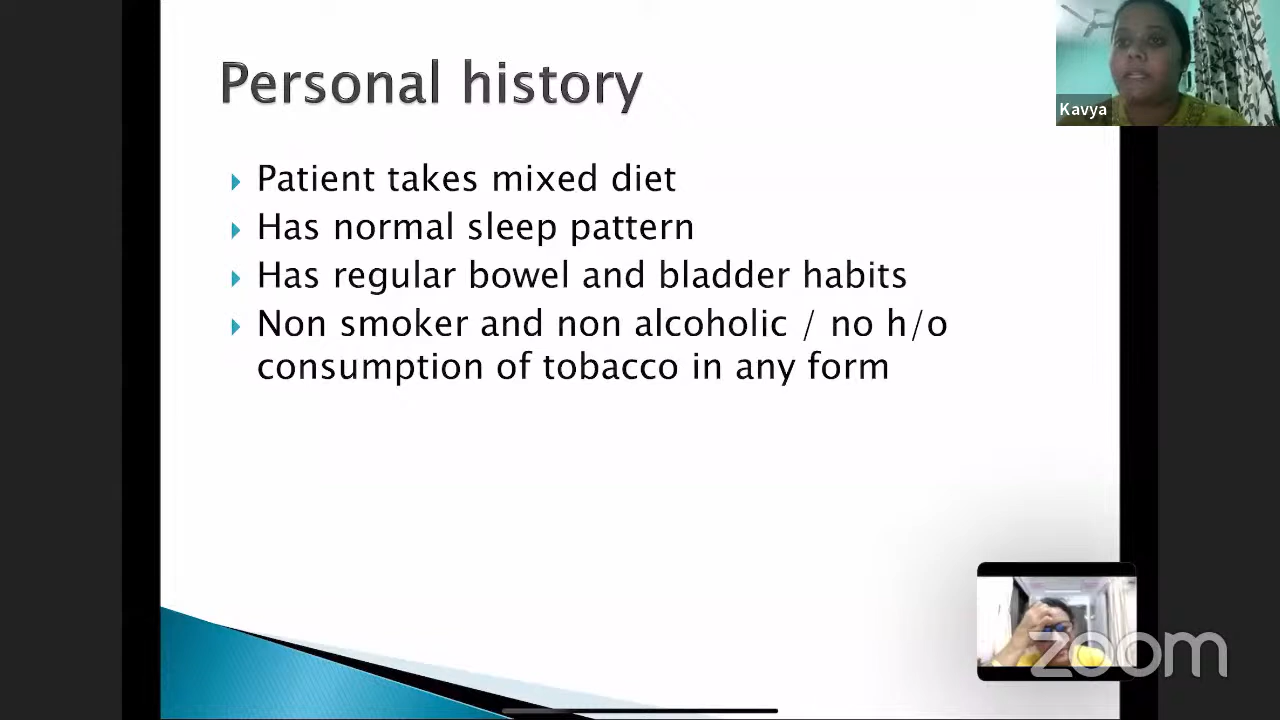 Personal history
Kavya
Patient takes mixed diet
Has normal sleep pattern
Has regular bowel and bladder habits
Non smoker and non alcoholic / no h/o
consumption of tobacco in any form
zoom